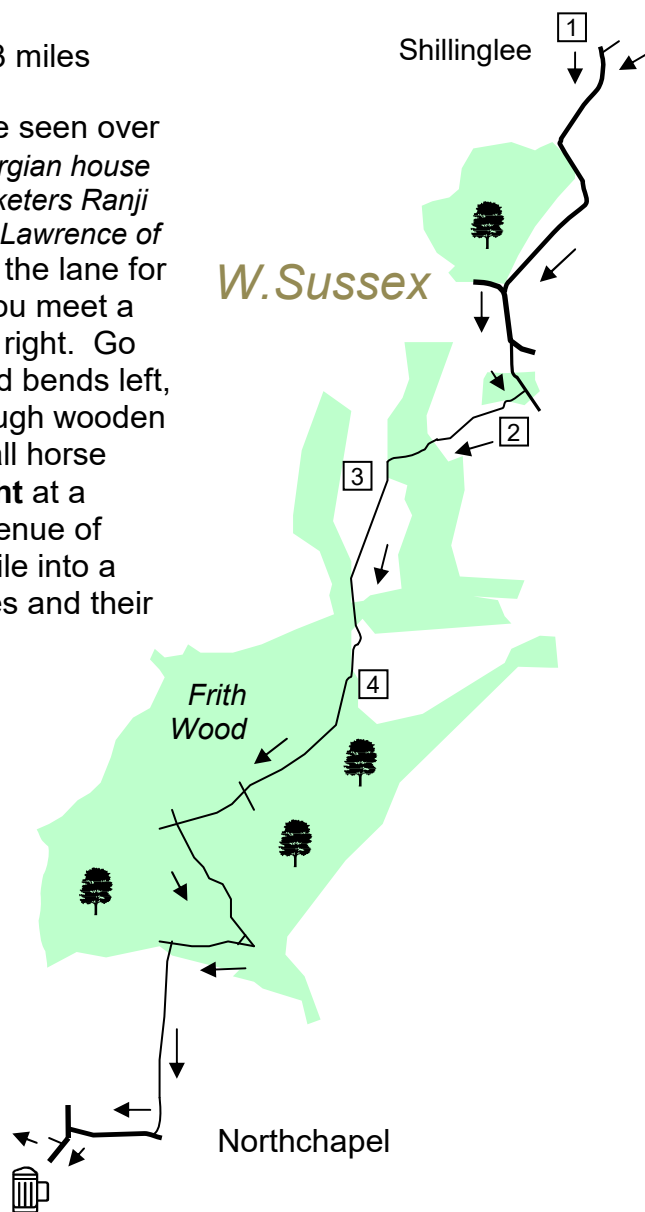 3 miles
e seen over
rgian house
keters Ranji
Lawrence of
the lane for
ou meet a
right. Go
d bends left,
ugh wooden
all horse
nt at a
enue of
ile into a
es and their
Shillinglee
1
W.Sussex
2
3
4
Frith
Wood
Northchapel